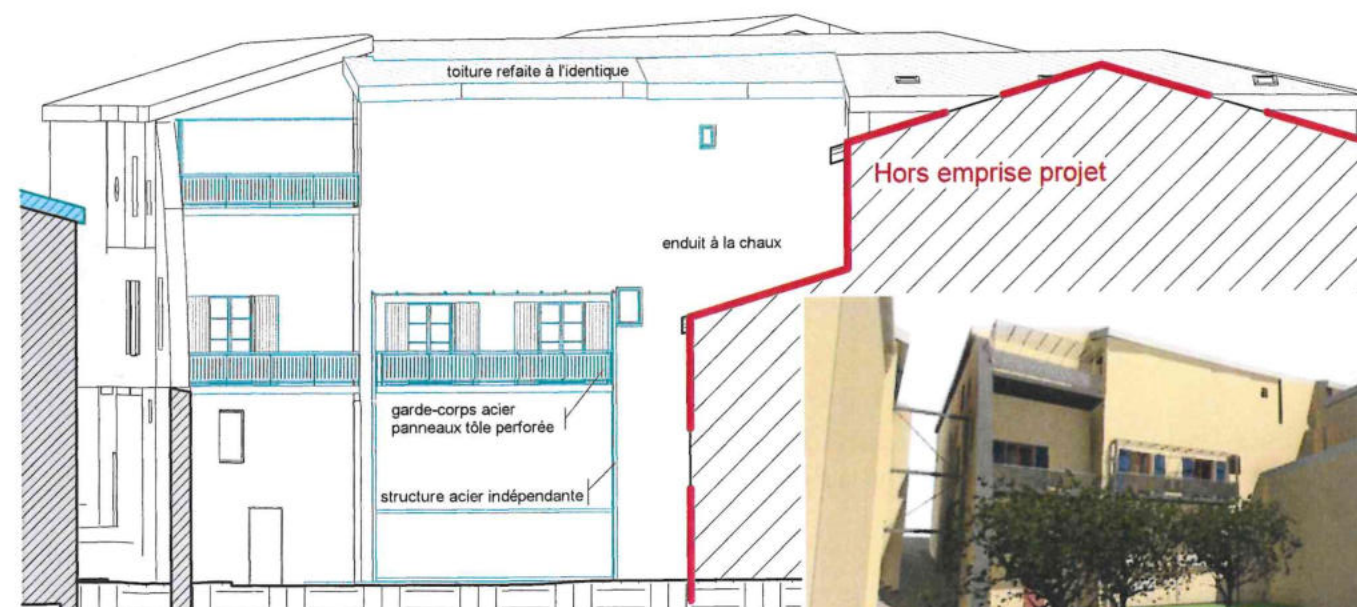 toiture refaite à l'identique
Hors emprise projet
enduit à la chaux
garde-corps acier
panneaux tôle perforée
structure acier indépendante